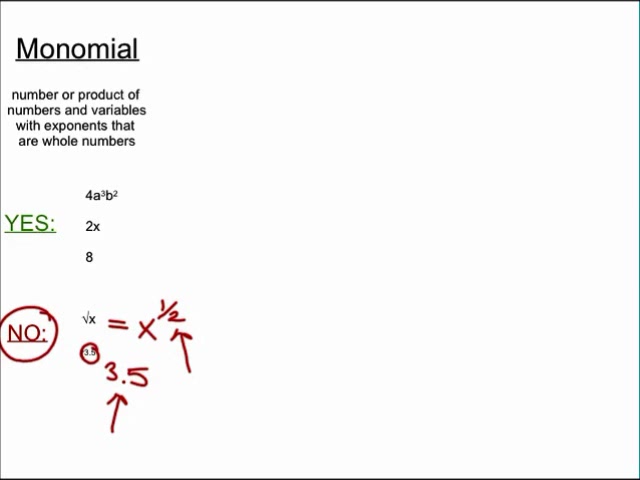 Monomial
number or product of
numbers and variables
with exponents that
are whole numbers
4a³b²
YES:
2x
8
√x = x^1/2
NO:
3.5
3.5